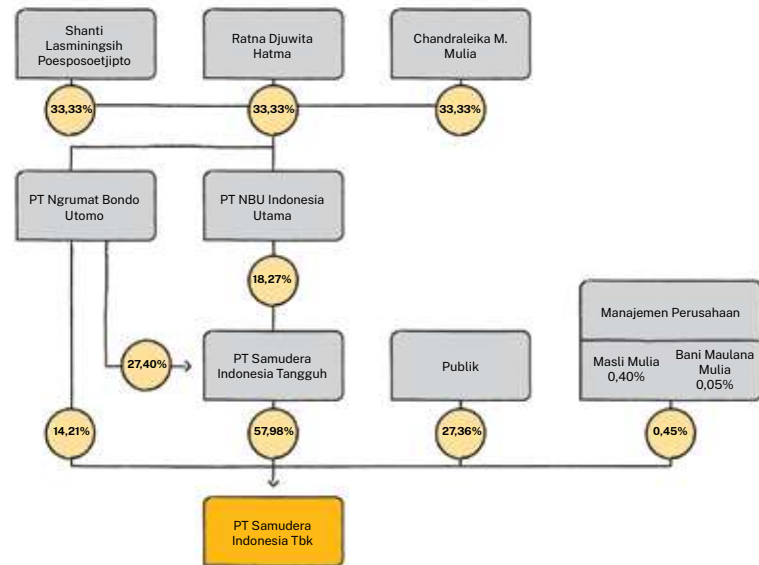 Shanti
Lasminingsih
Poesposoetjipto
Ratna Djuwita
Hatma
Chandraleika M.
Mulia
33,33%
33,33%
33,33%
PT Ngrumat Bondo
Utomo
PT NBU Indonesia
Utama
18,27%
Manajemen Perusahaan
Masli Mulia
0,40%
Bani Maulana
Mulia
0,05%
27,40%
PT Samudera
Indonesia Tangguh
Publik
14,21%
57,98%
27,36%
0,45%
PT Samudera
Indonesia Tbk